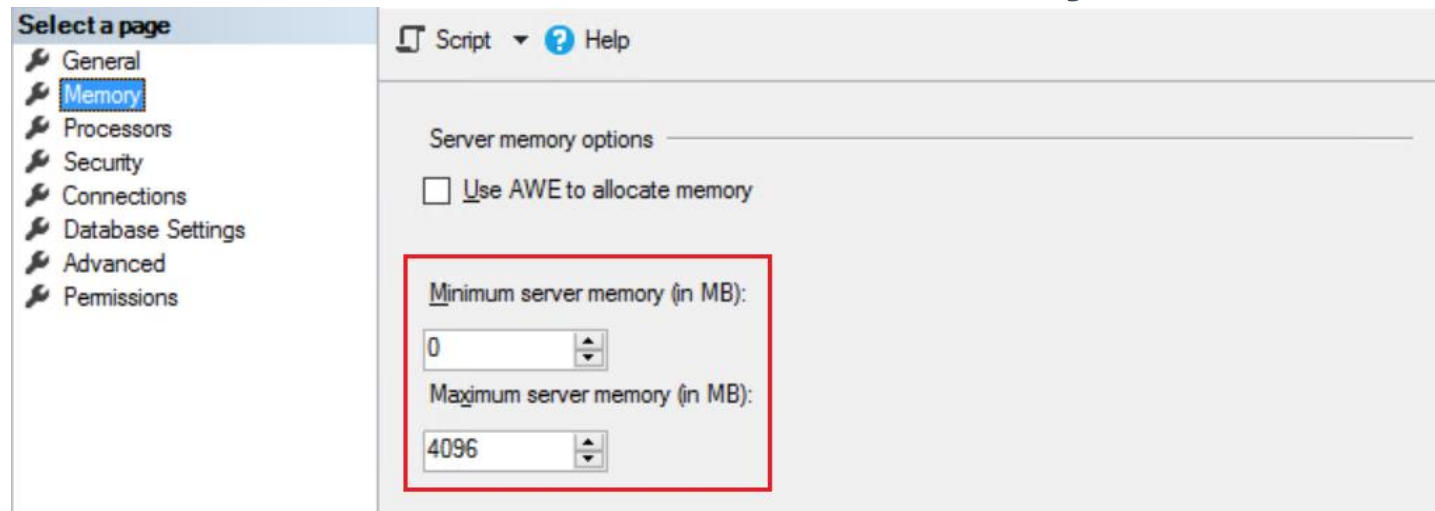 Select a page
General
Memory
Processors
Security
Connections
Database Settings
Advanced
Permissions
Script Help
Server memory options
Use AWE to allocate memory
Minimum server memory (in MB):
0
Maximum server memory (in MB):
4096